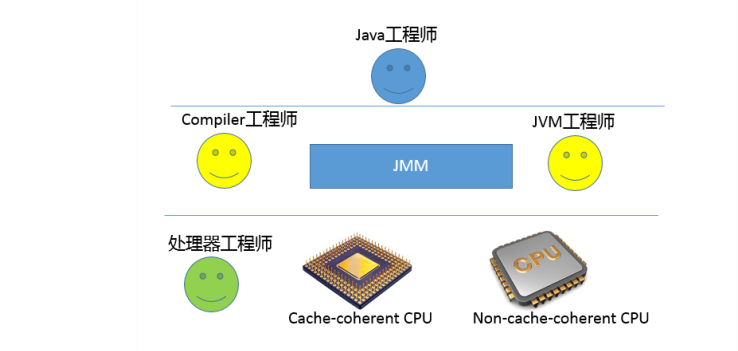 Java工程师
Compiler工程师
JVM工程师
JMM
处理器工程师
CPU
Cache-coherent CPU
Non-cache-coherent CPU